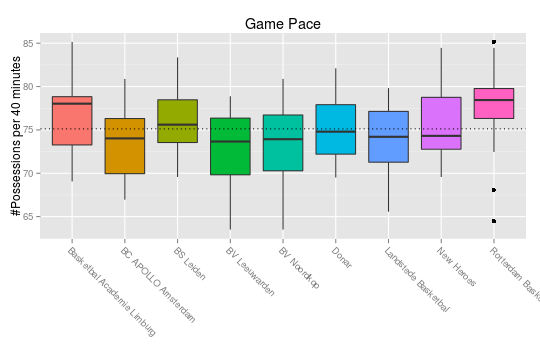 Game Pace
#Possessions per 40 minutes
85
80
75
70
65
Basketbal Academie Limburg
BC APOLLO Amsterdam
BS Leiden
BV Leeuwarden
BV Noordkop
Donar
Landstede Basketbal
New Heroes
Rotterdam